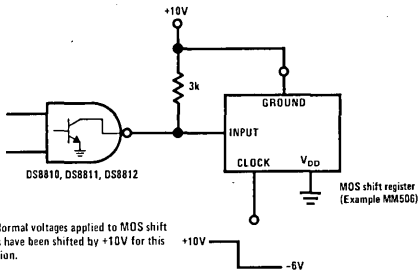 +10V
3k
GROUND
INPUT
CLOCK VDD
DS8810, DS8811, DS8812
MOS shift register
(Example MM506)
ormal voltages applied to MOS shift
s have been shifted by +10V for this
ion.
+10V
-6V